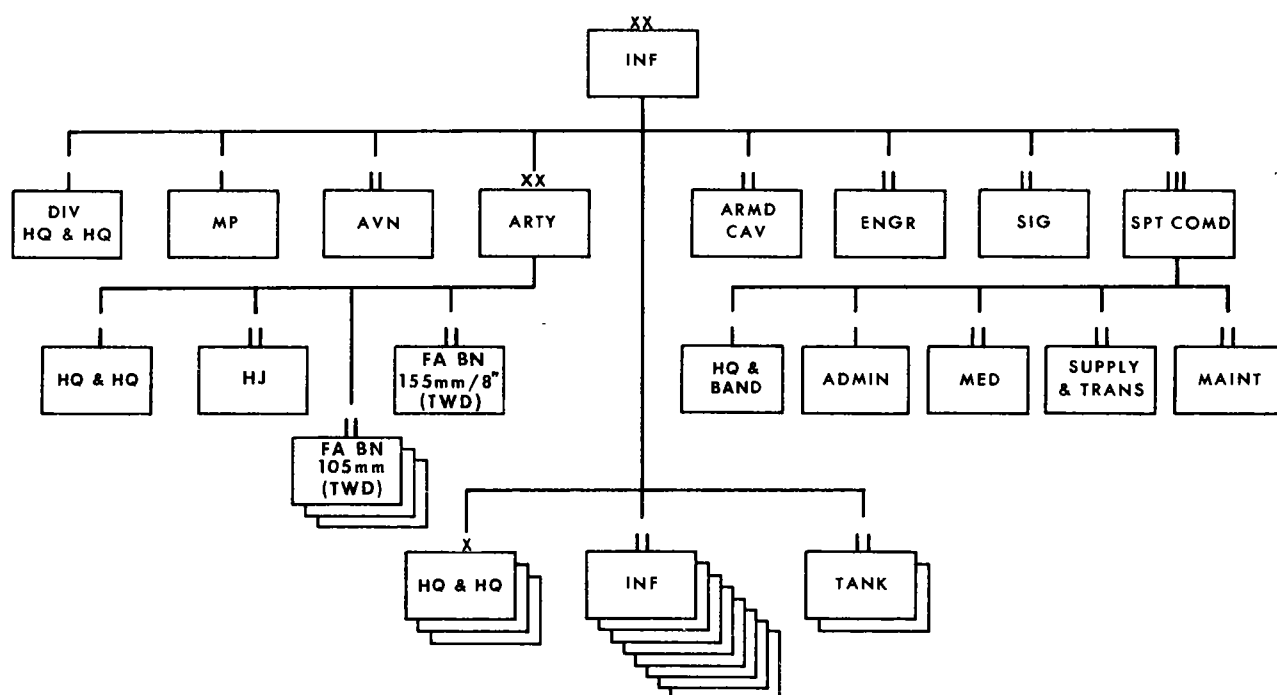 XX
INF
I
DIV
HQ & HQ
I
MP
II
AVN
XX
ARTY
II
ARMD
CAV
II
ENGR
II
SIG
III
SPT COMD
I
HQ & HQ
II
HJ
II
FA BN
105mm
(TWD)
II
FA BN
155mm/8"
(TWD)
I
HQ &
BAND
I
ADMIN
II
MED
II
SUPPLY
& TRANS
II
MAINT
X
HQ & HQ
II
INF
II
TANK